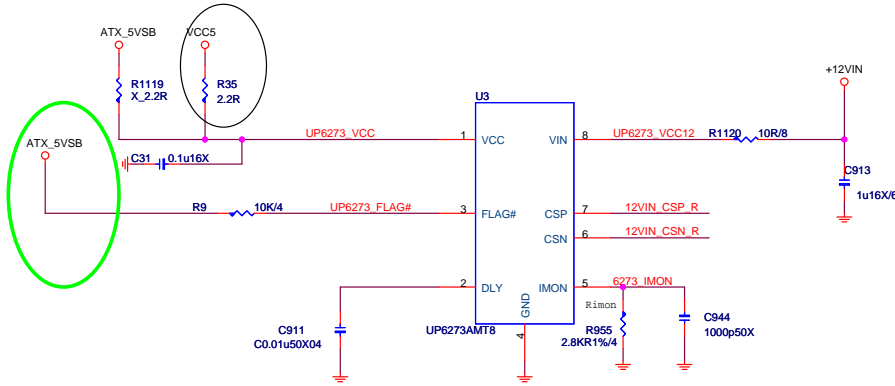 ATX_5VSB
VCC5
+12VIN
R1119
X_2.2R
R35
2.2R
U3
UP6273_VCC
1
VCC
VIN
8
UP6273_VCC12
R1120
10R/8
ATX_5VSB
C31
0.1u16X
C913
1u16X/6
R9
10K/4
UP6273_FLAG#
3
FLAG#
CSP
7
12VIN_CSP_R
CSN
6
12VIN_CSN_R
2
DLY
IMON
5
6273_IMON
GND
4
Rimon
C911
C0.01u50X04
UP6273AMT8
R955
2.8KR1%/4
C944
1000p50X